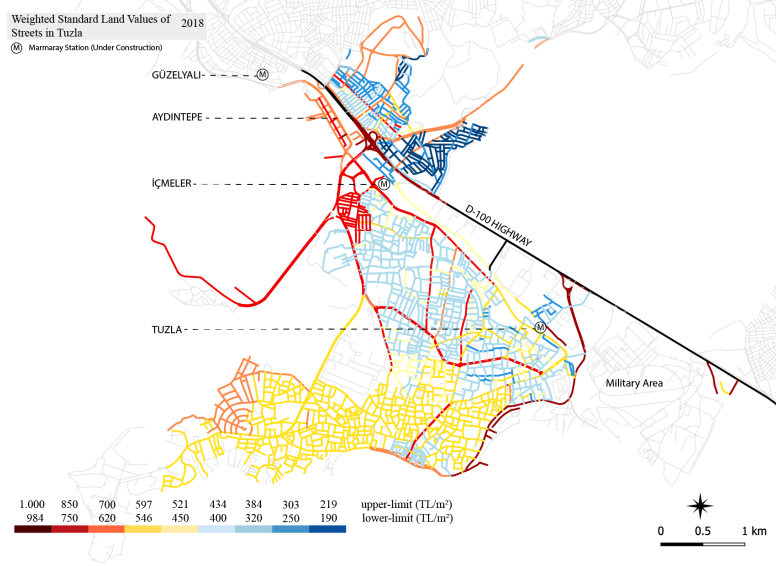 Weighted Standard Land Values of
Streets in Tuzla
2018
M Marmaray Station (Under Construction)
GÜZELYALI
M
AYDINTEPE
İÇMELER
M
D-100 HIGHWAY
TUZLA
M
Military Area
1.000 850 700 597 521 434 384 303 219 upper-limit (TL/m²)
984 750 620 546 450 400 320 250 190 lower-limit (TL/m²)
0 0.5 1 km